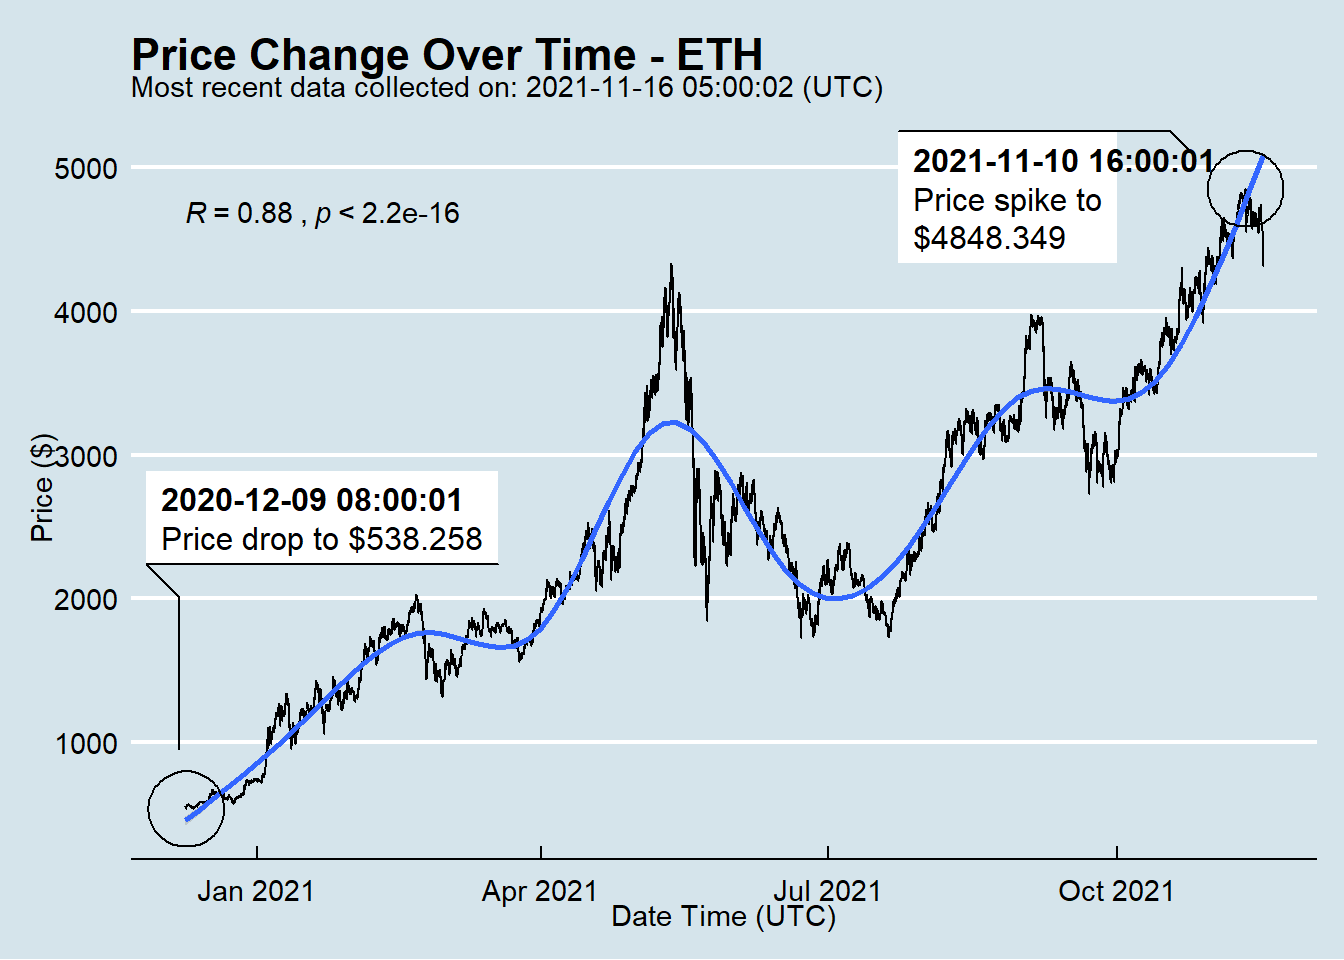 Price Change Over Time - ETH
Most recent data collected on: 2021-11-16 05:00:02 (UTC)
2021-11-10 16:00:01
Price spike to
$4848.349
R = 0.88 , p < 2.2e-16
2020-12-09 08:00:01
Price drop to $538.258
Price ($)
5000
4000
3000
2000
1000
Jan 2021 Apr 2021 Jul 2021 Oct 2021
Date Time (UTC)